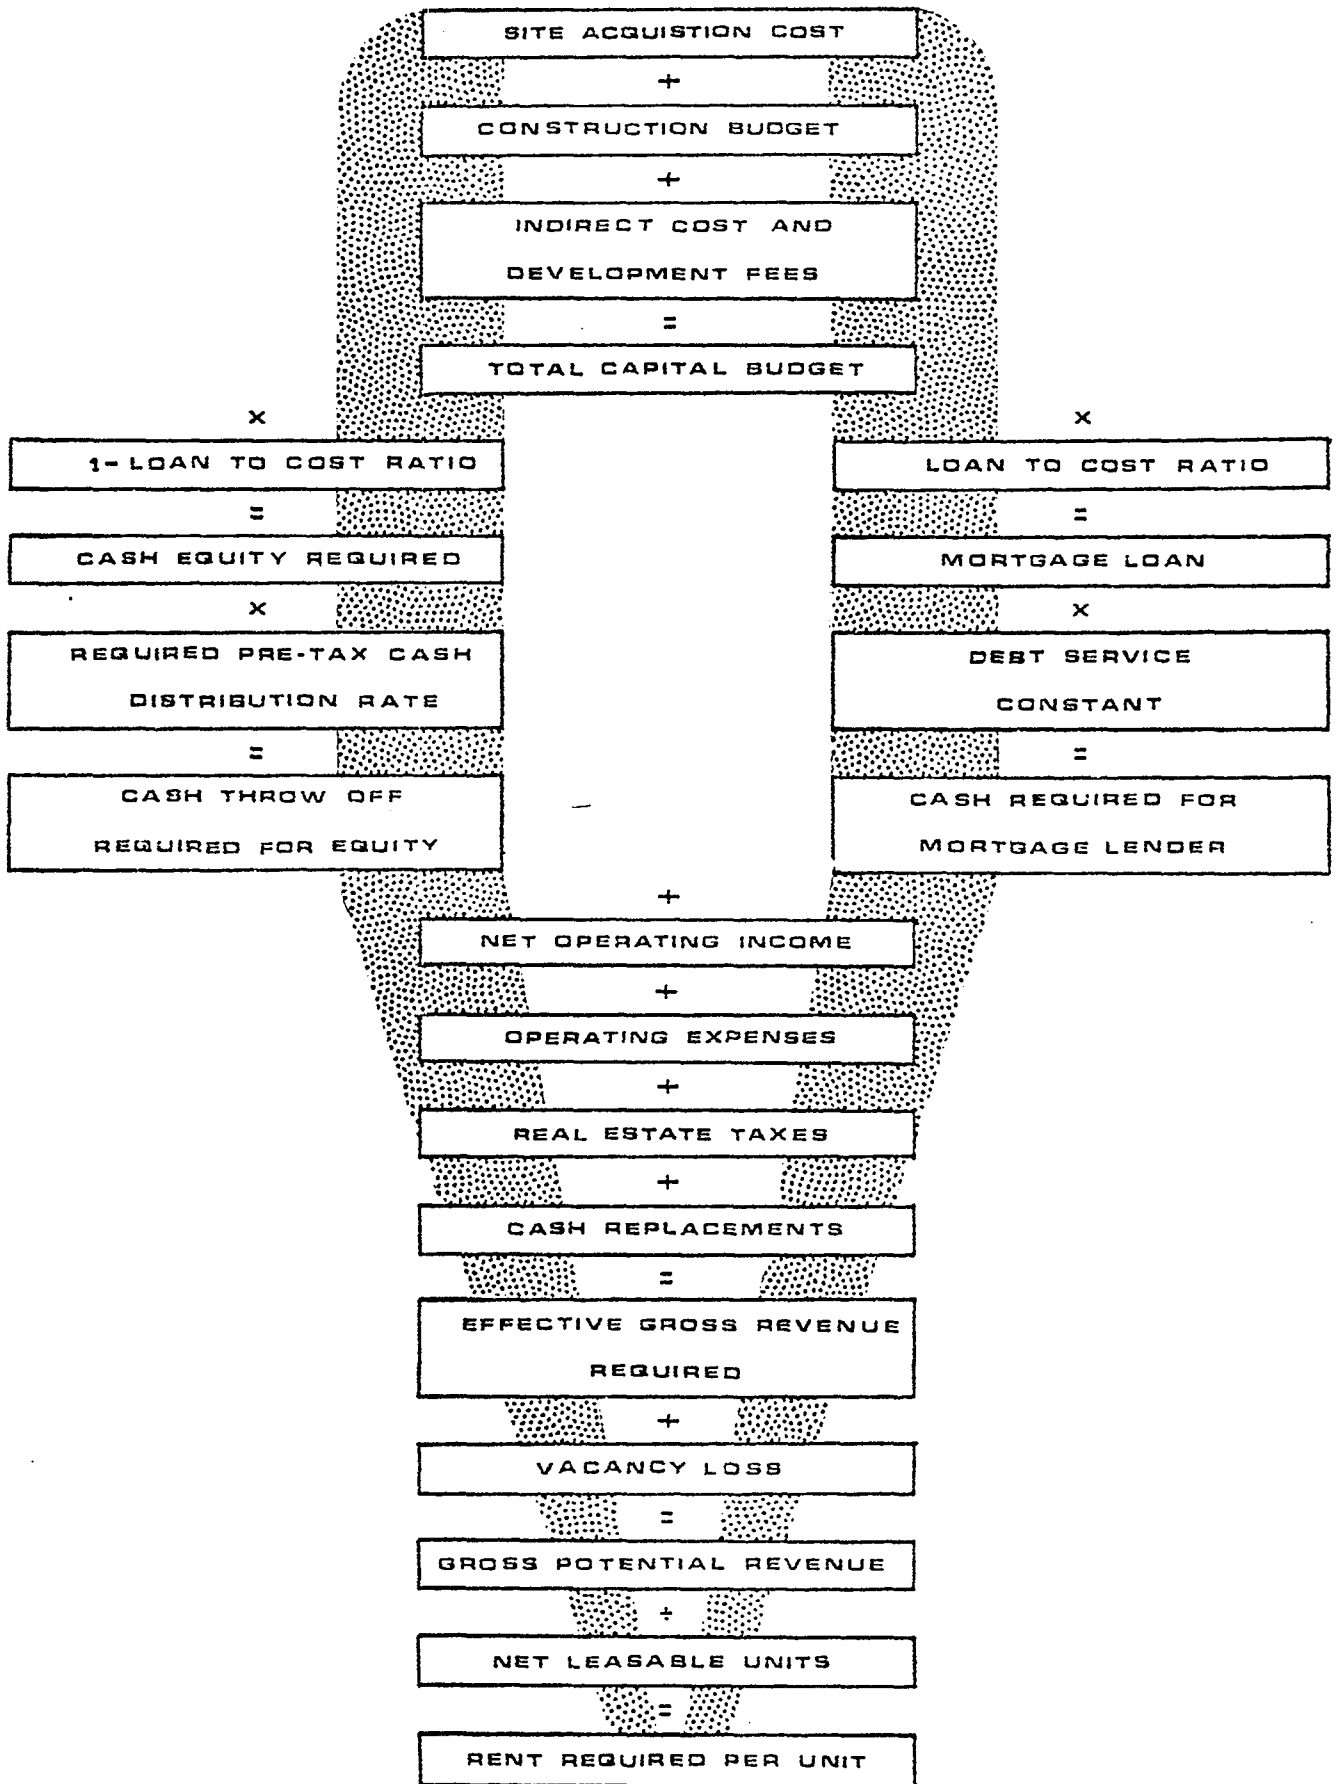 SITE ACQUISTION COST
+
CONSTRUCTION BUDGET
+
INDIRECT COST AND
DEVELOPMENT FEES
=
TOTAL CAPITAL BUDGET
×
1- LOAN TO COST RATIO
=
CASH EQUITY REQUIRED
×
REQUIRED PRE-TAX CASH
DISTRIBUTION RATE
=
CASH THROW OFF
REQUIRED FOR EQUITY
×
LOAN TO COST RATIO
=
MORTGAGE LOAN
×
DEBT SERVICE
CONSTANT
=
CASH REQUIRED FOR
MORTGAGE LENDER
+
NET OPERATING INCOME
+
OPERATING EXPENSES
+
REAL ESTATE TAXES
+
CASH REPLACEMENTS
=
EFFECTIVE GROSS REVENUE
REQUIRED
+
VACANCY LOSS
=
GROSS POTENTIAL REVENUE
÷
NET LEASABLE UNITS
=
RENT REQUIRED PER UNIT